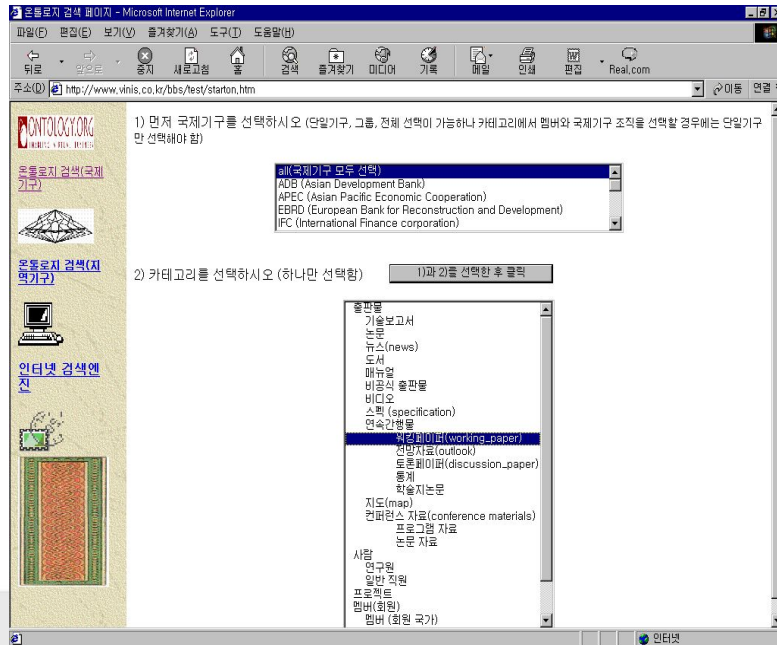 온톨로지 검색 페이지 - Microsoft Internet Explorer
파일(F) 편집(E) 보기(V) 즐겨찾기(A) 도구(T) 도움말(H)
뒤로 앞으로 중지 새로고침 홈 검색 즐겨찾기 미디어 기록 메일 인쇄 편집 Real.com
주소(D) http://www.vinis.co.kr/bbs/test/starton.htm 이동 연결
ONTOLOGY.ORG
온톨로지 검색(국제
기구)
온톨로지 검색(지
역기구)
인터넷 검색엔
진
1) 먼저 국제기구를 선택하시오 (단일기구, 그룹, 전체 선택이 가능하나 카테고리에서 멤버와 국제기구 조직을 선택할 경우에는 단일기구
만 선택해야 함)
all(국제기구 모두 선택)
ADB (Asian Development Bank)
APEC (Asian Pacific Economic Cooperation)
EBRD (European Bank for Reconstruction and Development)
IFC (International Finance corporation)
2) 카테고리를 선택하시오 (하나만 선택함) 1)과 2)를 선택한 후 클릭
출판물
기술보고서
논문
뉴스(news)
도서
매뉴얼
비공식 출판물
비디오
스펙 (specification)
연속간행물
워킹페이퍼(working_paper)
전망자료(outlook)
토론페이퍼(discussion_paper)
통계
학술지논문
지도(map)
컨퍼런스 자료(conference materials)
프로그램 자료
논문 자료
사람
연구원
일반 직원
프로젝트
멤버(회원)
멤버 (회원 국가)
인터넷